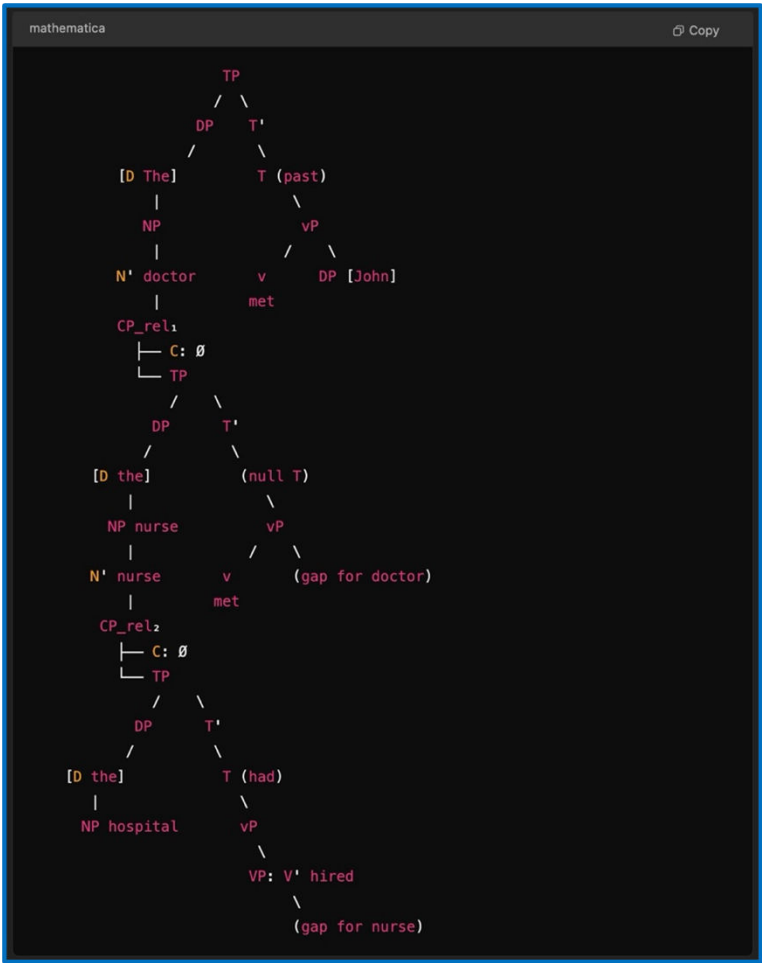 mathematica Copy
TP
/ \
DP T'
/ \
[D The] T (past)
| \
NP vP
| / \
N' doctor v DP [John]
| met
CP_rel₁
├── C: Ø
└── TP
/ \
DP T'
/ \
[D the] (null T)
| \
NP nurse vP
| / \
N' nurse v (gap for doctor)
| met
CP_rel₂
├── C: Ø
└── TP
/ \
DP T'
/ \
[D the] T (had)
| \
NP hospital vP
\
VP: V' hired
\
(gap for nurse)